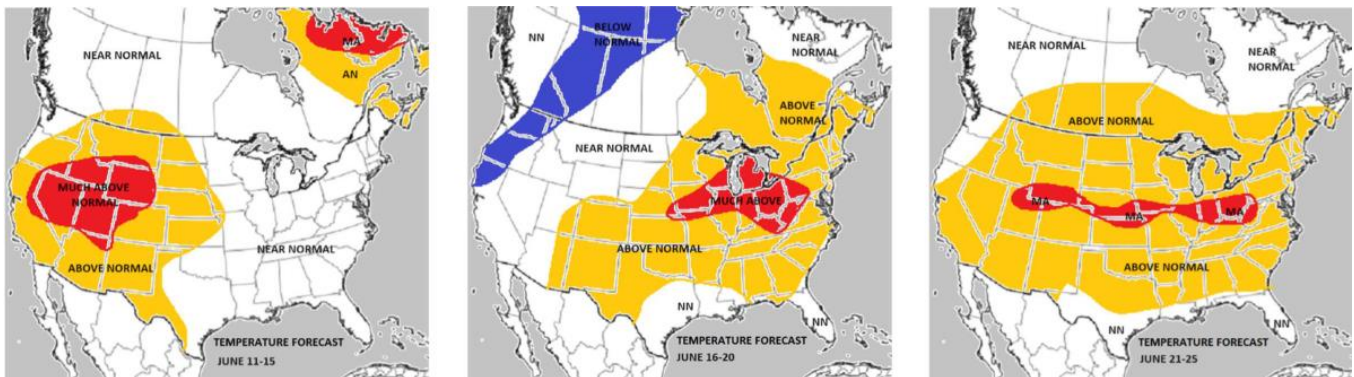 MA
NEAR NORMAL
AN
MUCH ABOVE
NORMAL
NEAR NORMAL
ABOVE NORMAL
TEMPERATURE FORECAST
JUNE 11-15
BELOW
NORMAL
NN
NEAR
NORMAL
ABOVE
NORMAL
NEAR NORMAL
MUCH ABOVE
ABOVE NORMAL
NN
NN
TEMPERATURE FORECAST
JUNE 16-20
NEAR NORMAL
NEAR
NORMAL
ABOVE NORMAL
MA
MA
MA
ABOVE NORMAL
NN
NN
TEMPERATURE FORECAST
JUNE 21-25